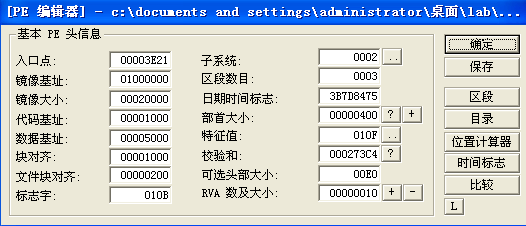 [PE 编辑器] - c:\documents and settings\administrator\桌面\lab\...
基本 PE 头信息
入口点: 00003E21 子系统: 0002 ..
镜像基址: 01000000 区段数目: 0003
镜像大小: 00020000 日期时间标志: 3B7D8475
代码基址: 00001000 部首大小: 00000400 ? +
数据基址: 00005000 特征值: 010F ..
块对齐: 00001000 校验和: 000273C4 ?
文件块对齐: 00000200 可选头部大小: 00E0
标志字: 010B RVA 数及大小: 00000010 + -
确定
保存
区段
目录
位置计算器
时间标志
比较
L